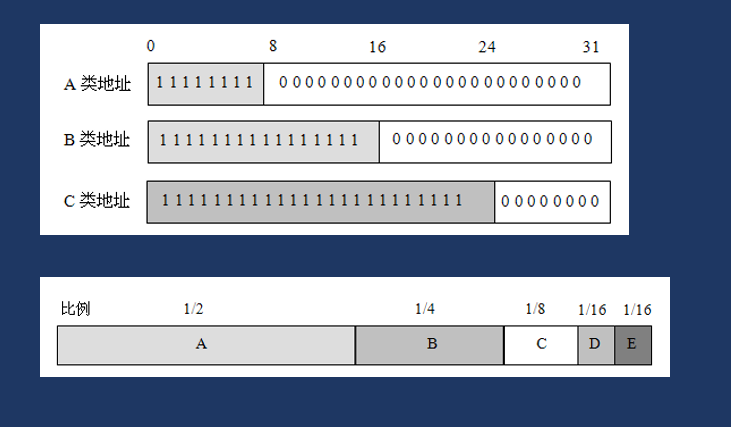 0 8 16 24 31
A 类地址 1 1 1 1 1 1 1 1 0 0 0 0 0 0 0 0 0 0 0 0 0 0 0 0 0 0 0 0 0 0 0 0
B 类地址 1 1 1 1 1 1 1 1 1 1 1 1 1 1 1 1 0 0 0 0 0 0 0 0 0 0 0 0 0 0 0 0
C 类地址 1 1 1 1 1 1 1 1 1 1 1 1 1 1 1 1 1 1 1 1 1 1 1 1 0 0 0 0 0 0 0 0
比例 1/2 1/4 1/8 1/16 1/16
A B C D E